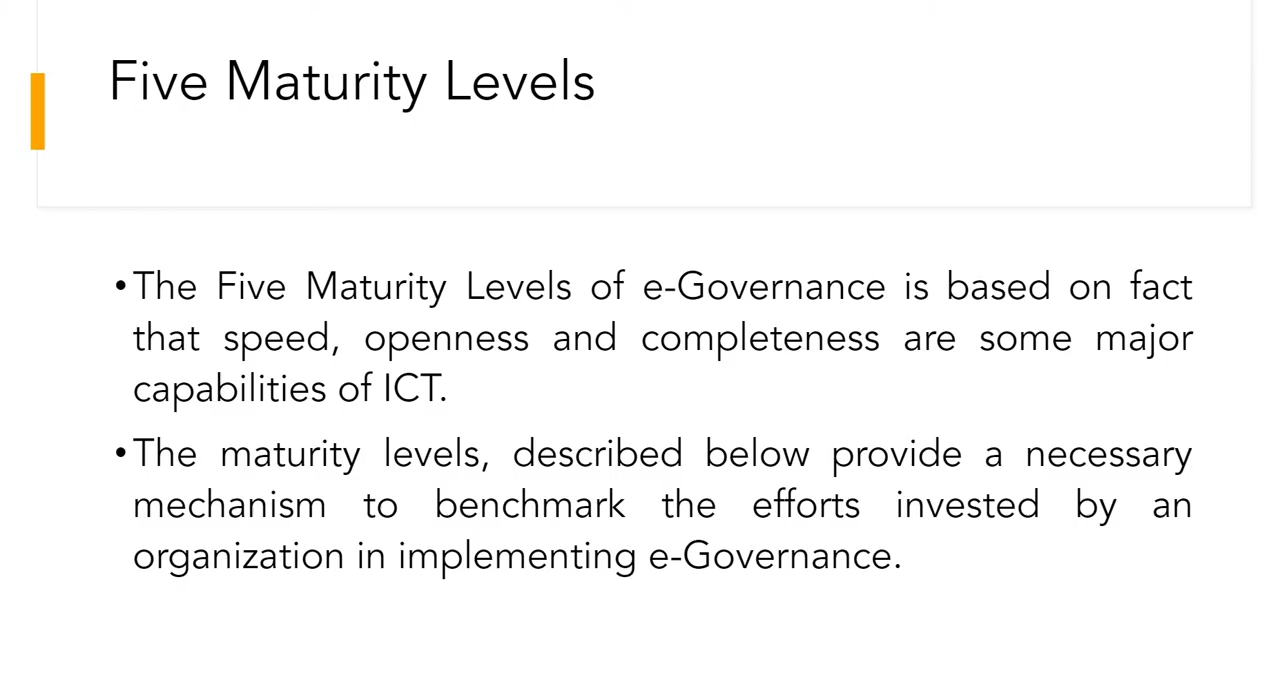 Five Maturity Levels
•The Five Maturity Levels of e-Governance is based on fact
that speed, openness and completeness are some major
capabilities of ICT.
•The maturity levels, described below provide a necessary
mechanism to benchmark the efforts invested by an
organization in implementing e-Governance.